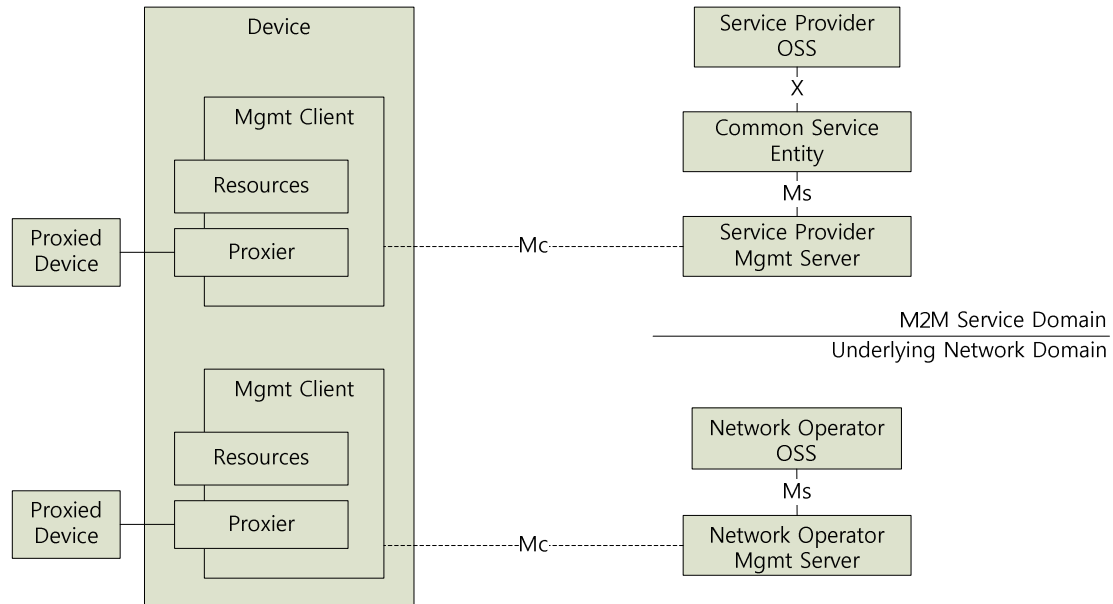 Device
Mgmt Client
Resources
Proxier
Proxied
Device
Mc
Service Provider
OSS
X
Common Service
Entity
Ms
Service Provider
Mgmt Server
M2M Service Domain
Underlying Network Domain
Mgmt Client
Resources
Proxier
Proxied
Device
Mc
Network Operator
OSS
Ms
Network Operator
Mgmt Server